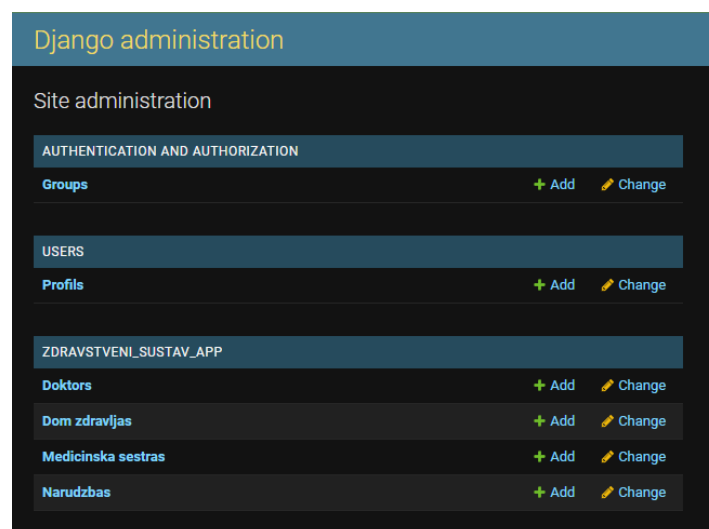 Django administration
Site administration
AUTHENTICATION AND AUTHORIZATION
Groups Add Change
USERS
Profils Add Change
ZDRAVSTVENI_SUSTAV_APP
Doktors Add Change
Dom zdravljas Add Change
Medicinska sestras Add Change
Narudzbas Add Change